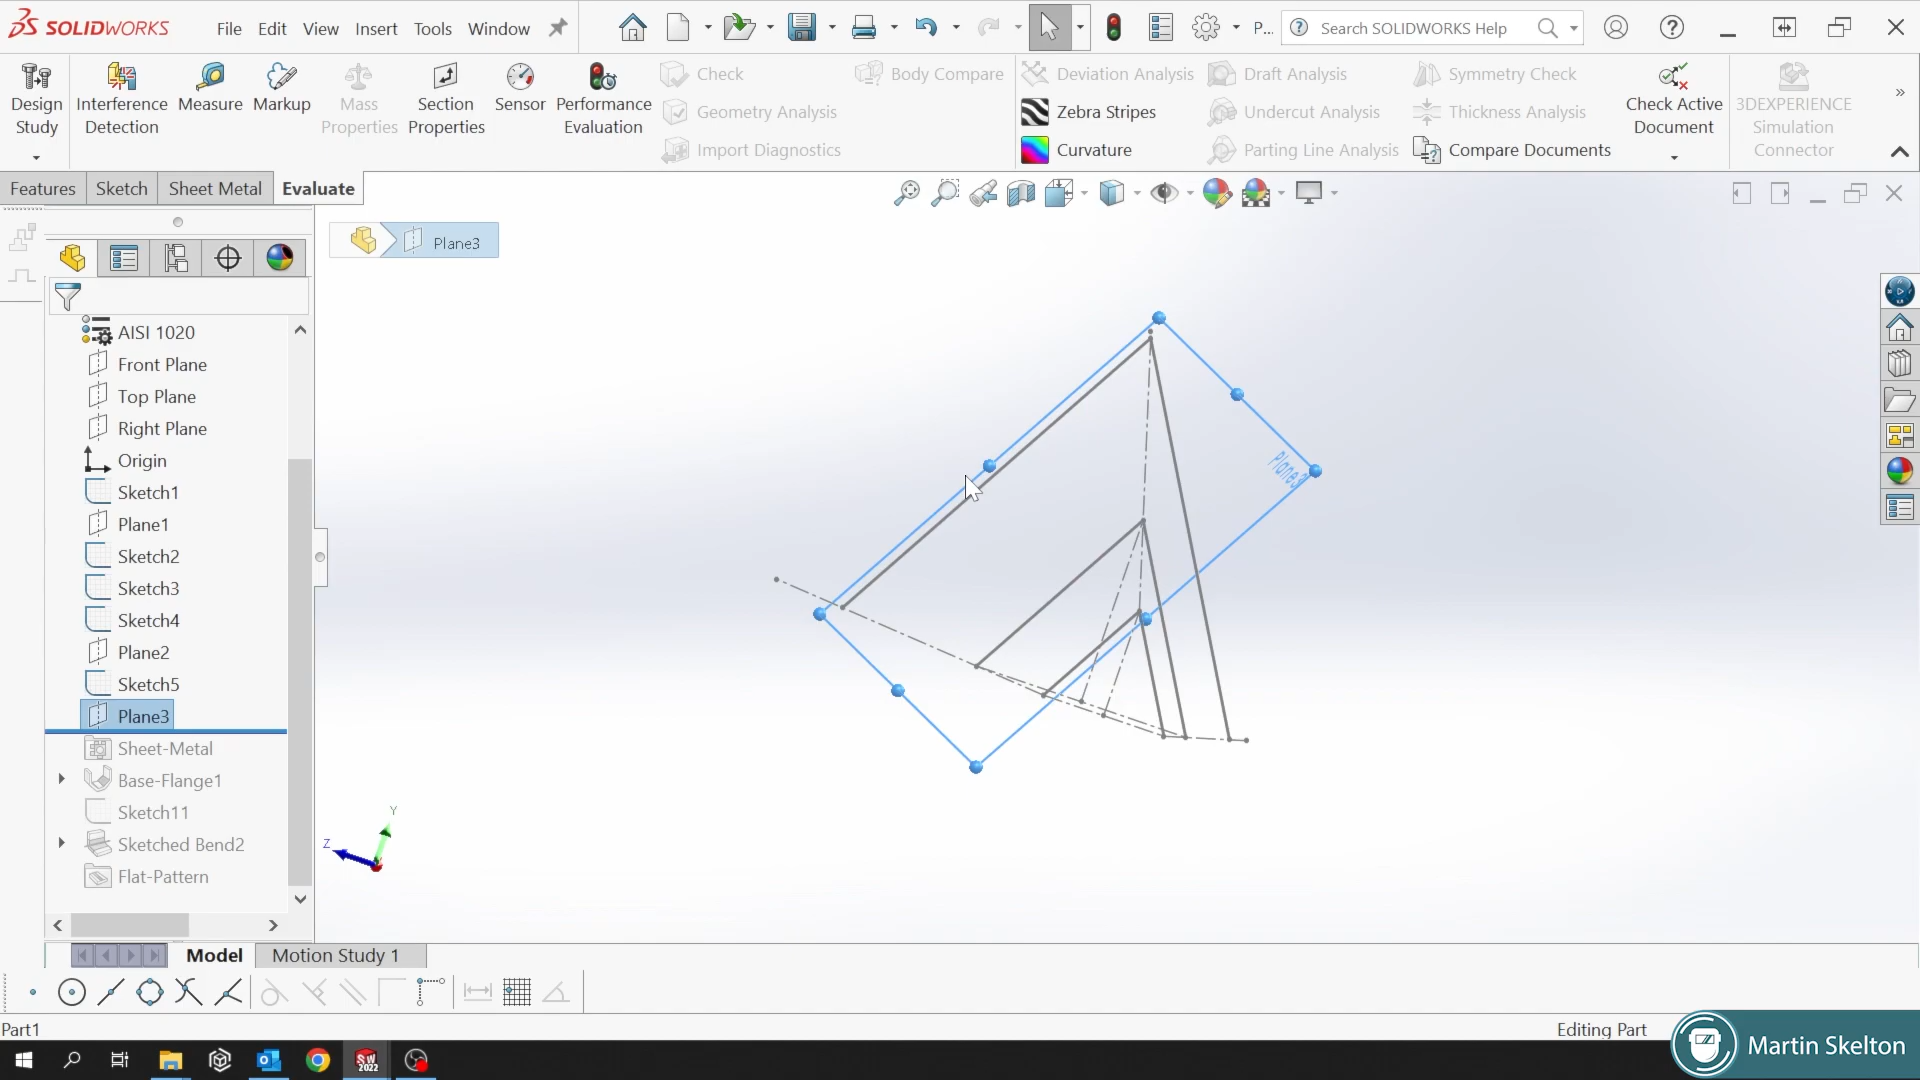 SOLIDWORKS
File Edit View Insert Tools Window
P...
Search SOLIDWORKS Help
Design Study
Interference Detection
Measure
Markup
Mass Properties
Section Properties
Sensor
Performance Evaluation
Check
Geometry Analysis
Import Diagnostics
Body Compare
Deviation Analysis
Zebra Stripes
Curvature
Draft Analysis
Undercut Analysis
Parting Line Analysis
Symmetry Check
Thickness Analysis
Compare Documents
Check Active Document
3DEXPERIENCE Simulation Connector
Features Sketch Sheet Metal Evaluate
Plane3
AISI 1020
Front Plane
Top Plane
Right Plane
Origin
Sketch1
Plane1
Sketch2
Sketch3
Sketch4
Plane2
Sketch5
Plane3
Sheet-Metal
Base-Flange1
Sketch11
Sketched Bend2
Flat-Pattern
Plane3
Y
Z
Model Motion Study 1
Part1
Editing Part
SW 2022
Martin Skelton